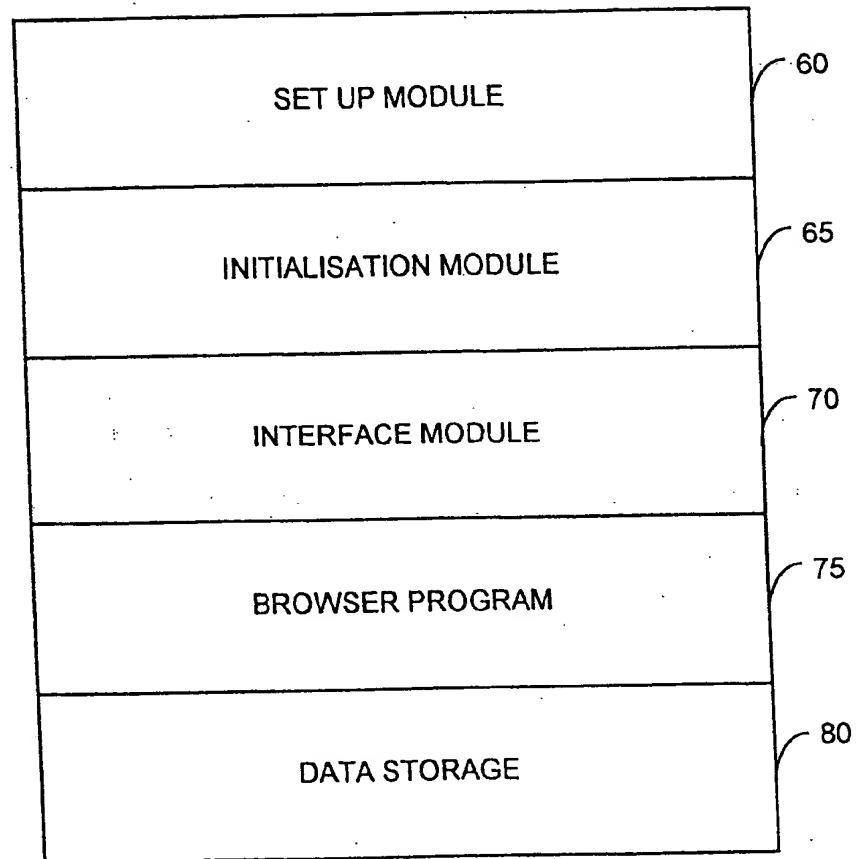 SET UP MODULE
60
INITIALISATION MODULE
65
INTERFACE MODULE
70
BROWSER PROGRAM
75
DATA STORAGE
80